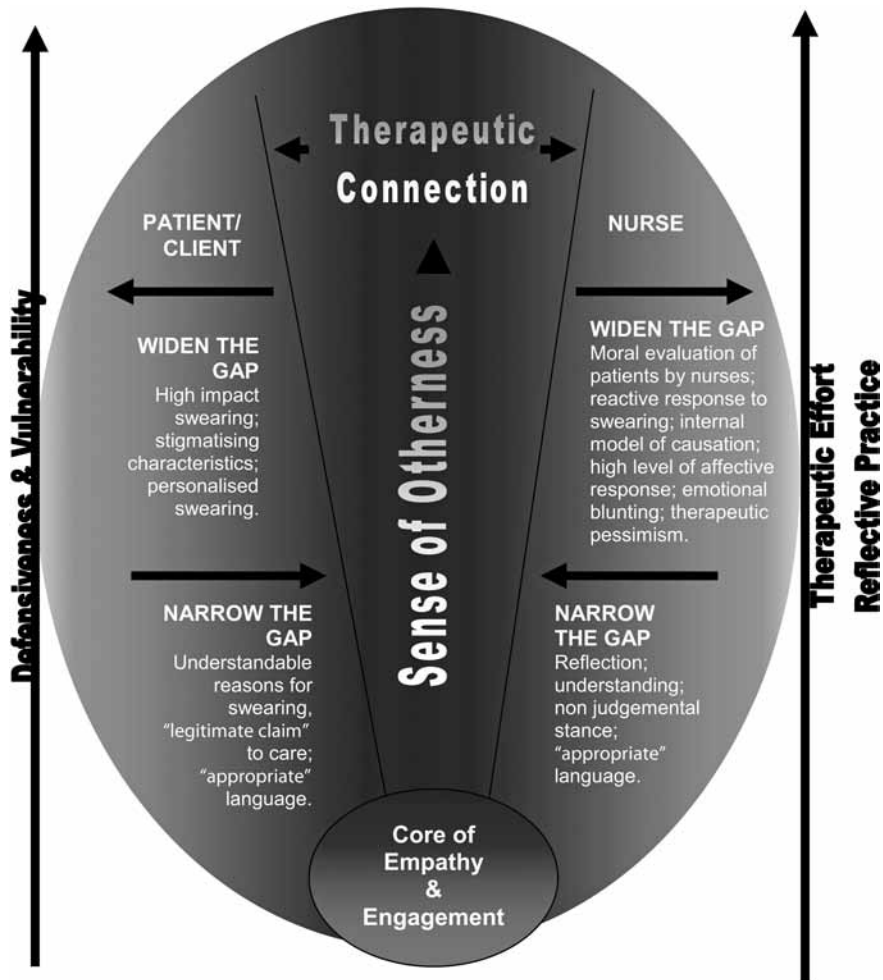 Therapeutic
Connection
PATIENT/
CLIENT
NURSE
WIDEN THE
GAP
High impact
swearing;
stigmatising
characteristics;
personalised
swearing.
WIDEN THE GAP
Moral evaluation of
patients by nurses;
reactive response to
swearing; internal
model of causation;
high level of affective
response; emotional
blunting; therapeutic
pessimism.
NARROW THE
GAP
Understandable
reasons for
swearing,
“legitimate claim”
to care;
“appropriate”
language.
NARROW
THE GAP
Reflection;
understanding;
non judgemental
stance;
“appropriate”
language.
Sense of Otherness
Core of
Empathy
&
Engagement
Defensiveness & Vulnerability
Therapeutic Effort
Reflective Practice